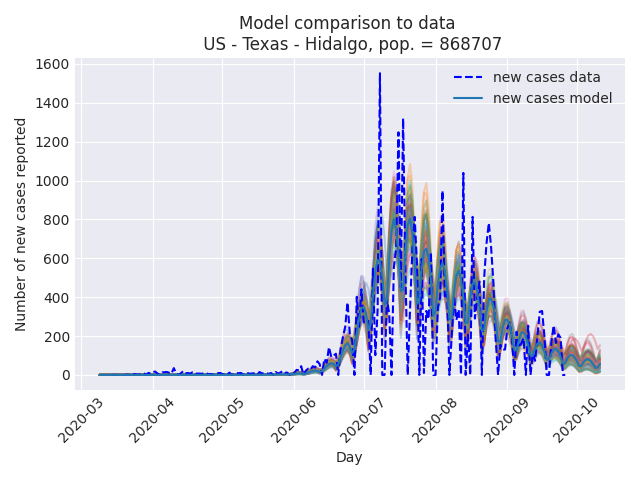 Model comparison to data
US - Texas - Hidalgo, pop. = 868707
Number of new cases reported
1600
1400
1200
1000
800
600
400
200
0
new cases data
new cases model
2020-03
2020-04
2020-05
2020-06
2020-07
2020-08
2020-09
2020-10
Day